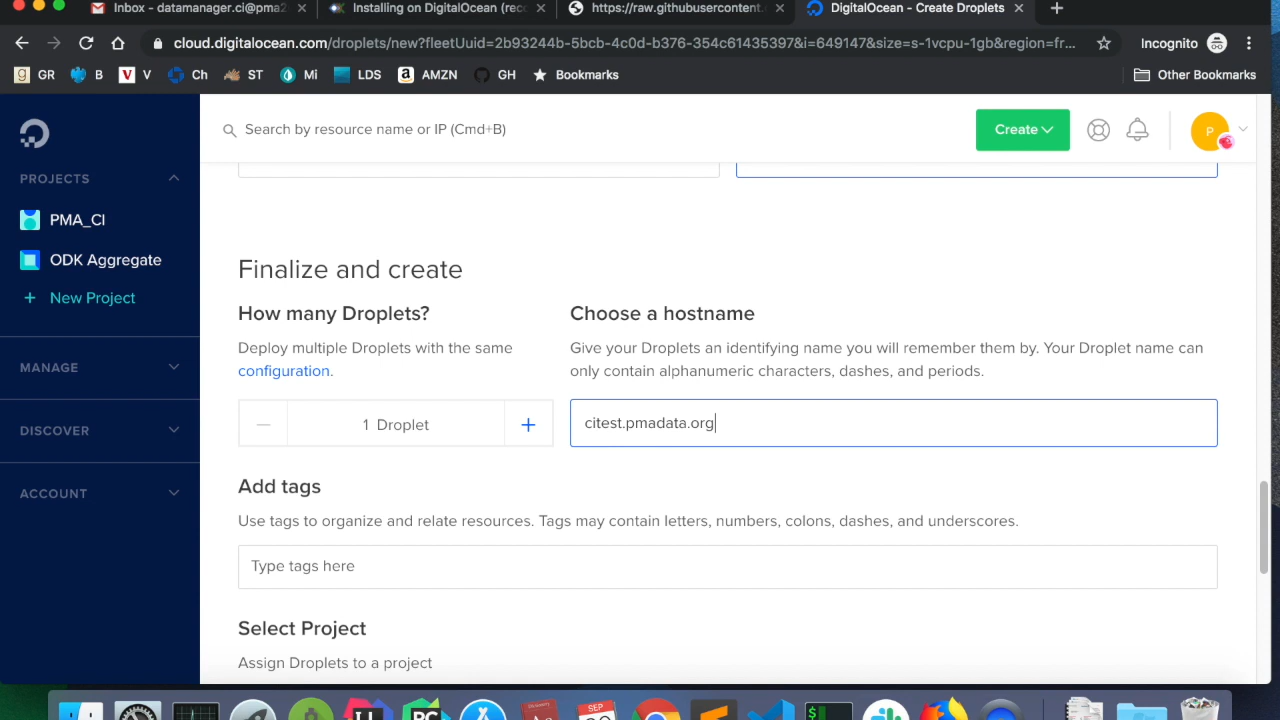 Inbox - datamanager.ci@pma2
Installing on DigitalOcean (reco
https://raw.githubusercontent.
DigitalOcean - Create Droplets
cloud.digitalocean.com/droplets/new?fleetUuid=2b93244b-5bcb-4c0d-b376-354c61435397&i=649147&size=s-1vcpu-1gb&region=fr...
Incognito
GR
B
V
Ch
ST
Mi
LDS
AMZN
GH
Bookmarks
Other Bookmarks
Search by resource name or IP (Cmd+B)
Create
P
PROJECTS
PMA_CI
ODK Aggregate
+ New Project
MANAGE
DISCOVER
ACCOUNT
Finalize and create
How many Droplets?
Deploy multiple Droplets with the same
configuration.
1 Droplet
Choose a hostname
Give your Droplets an identifying name you will remember them by. Your Droplet name can
only contain alphanumeric characters, dashes, and periods.
citest.pmadata.org
Add tags
Use tags to organize and relate resources. Tags may contain letters, numbers, colons, dashes, and underscores.
Type tags here
Select Project
Assign Droplets to a project
SEP